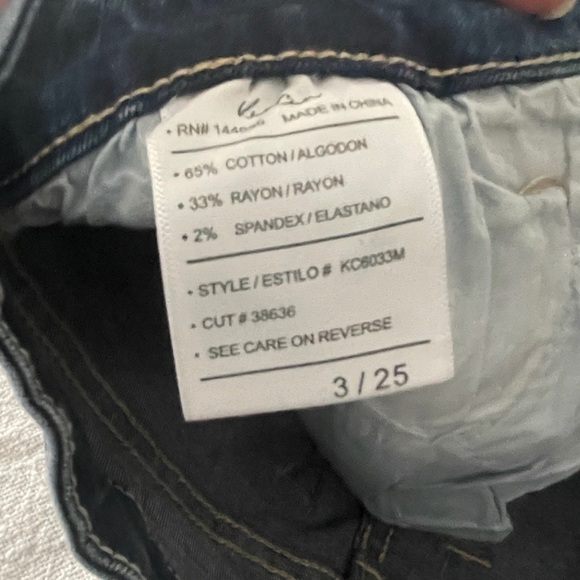 MADE IN CHINA
• RN#
• 65% COTTON / ALGODON
• 33% RAYON / RAYON
• 2% SPANDEX / ELASTANO
• STYLE / ESTILO # KC6033M
• CUT # 38636
• SEE CARE ON REVERSE
3 / 25